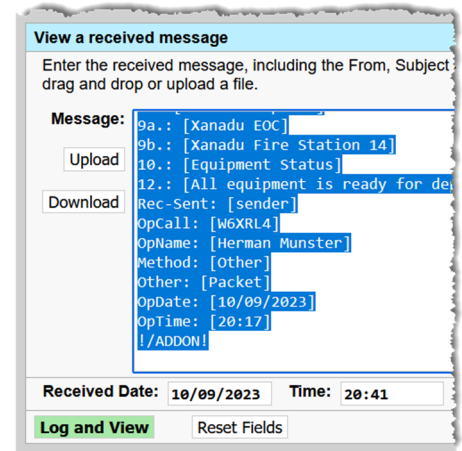 View a received message
Enter the received message, including the From, Subject
drag and drop or upload a file.
Message:
9a.: [Xanadu EOC]
9b.: [Xanadu Fire Station 14]
Upload
10.: [Equipment Status]
12.: [All equipment is ready for de
Download
Rec-Sent: [sender]
OpCall: [W6XRL4]
OpName: [Herman Munster]
Method: [Other]
Other: [Packet]
OpDate: [10/09/2023]
OpTime: [20:17]
!/ADDON!
Received Date: 10/09/2023 Time: 20:41
Log and View Reset Fields